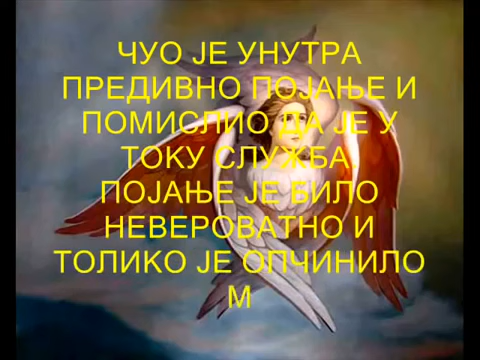 ЧУО ЈЕ УНУТРА
ПРЕДИВНО ПОЈАЊЕ И
ПОМИСЛИО ДА ЈЕ У
ТОКУ СЛУЖБА
ПОЈАЊЕ ЈЕ БИЛО
НЕВЕРОВАТНО И
ТОЛИКО ЈЕ ОПЧИНИЛО
М